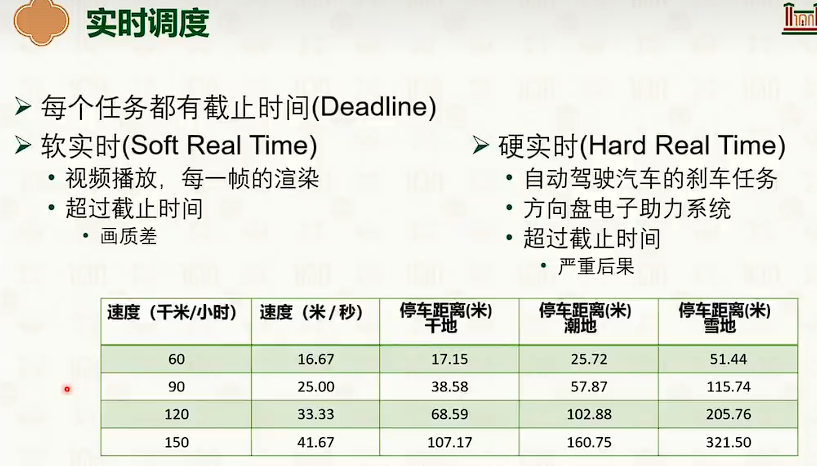 实时调度
每个任务都有截止时间(Deadline)
软实时(Soft Real Time)
视频播放，每一帧的渲染
超过截止时间
画质差
硬实时(Hard Real Time)
自动驾驶汽车的刹车任务
方向盘电子助力系统
超过截止时间
严重后果
速度（千米/小时） 速度（米/秒） 停车距离(米) 停车距离(米) 停车距离(米)
干地 潮地 雪地
60 16.67 17.15 25.72 51.44
90 25.00 38.58 57.87 115.74
120 33.33 68.59 102.88 205.76
150 41.67 107.17 160.75 321.50